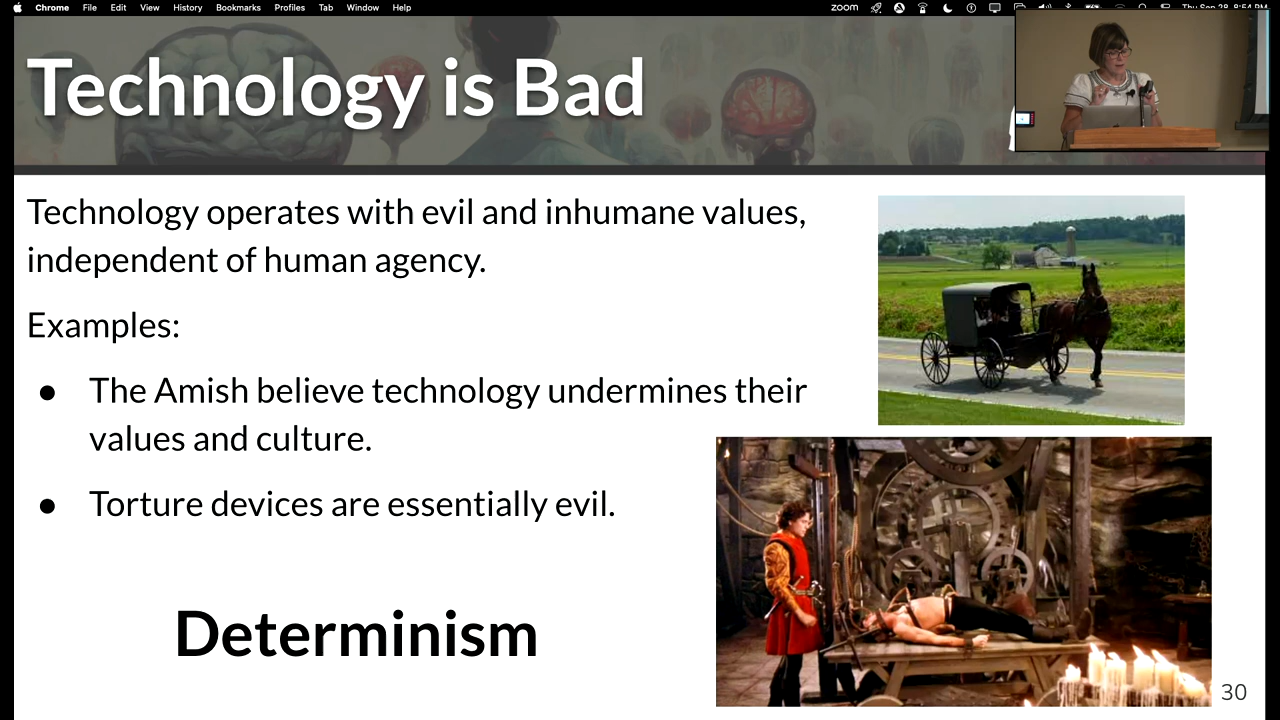 Chrome File Edit View History Bookmarks Profiles Tab Window Help zoom
Technology is Bad
Technology operates with evil and inhumane values,
independent of human agency.
Examples:
● The Amish believe technology undermines their
values and culture.
● Torture devices are essentially evil.
Determinism
30